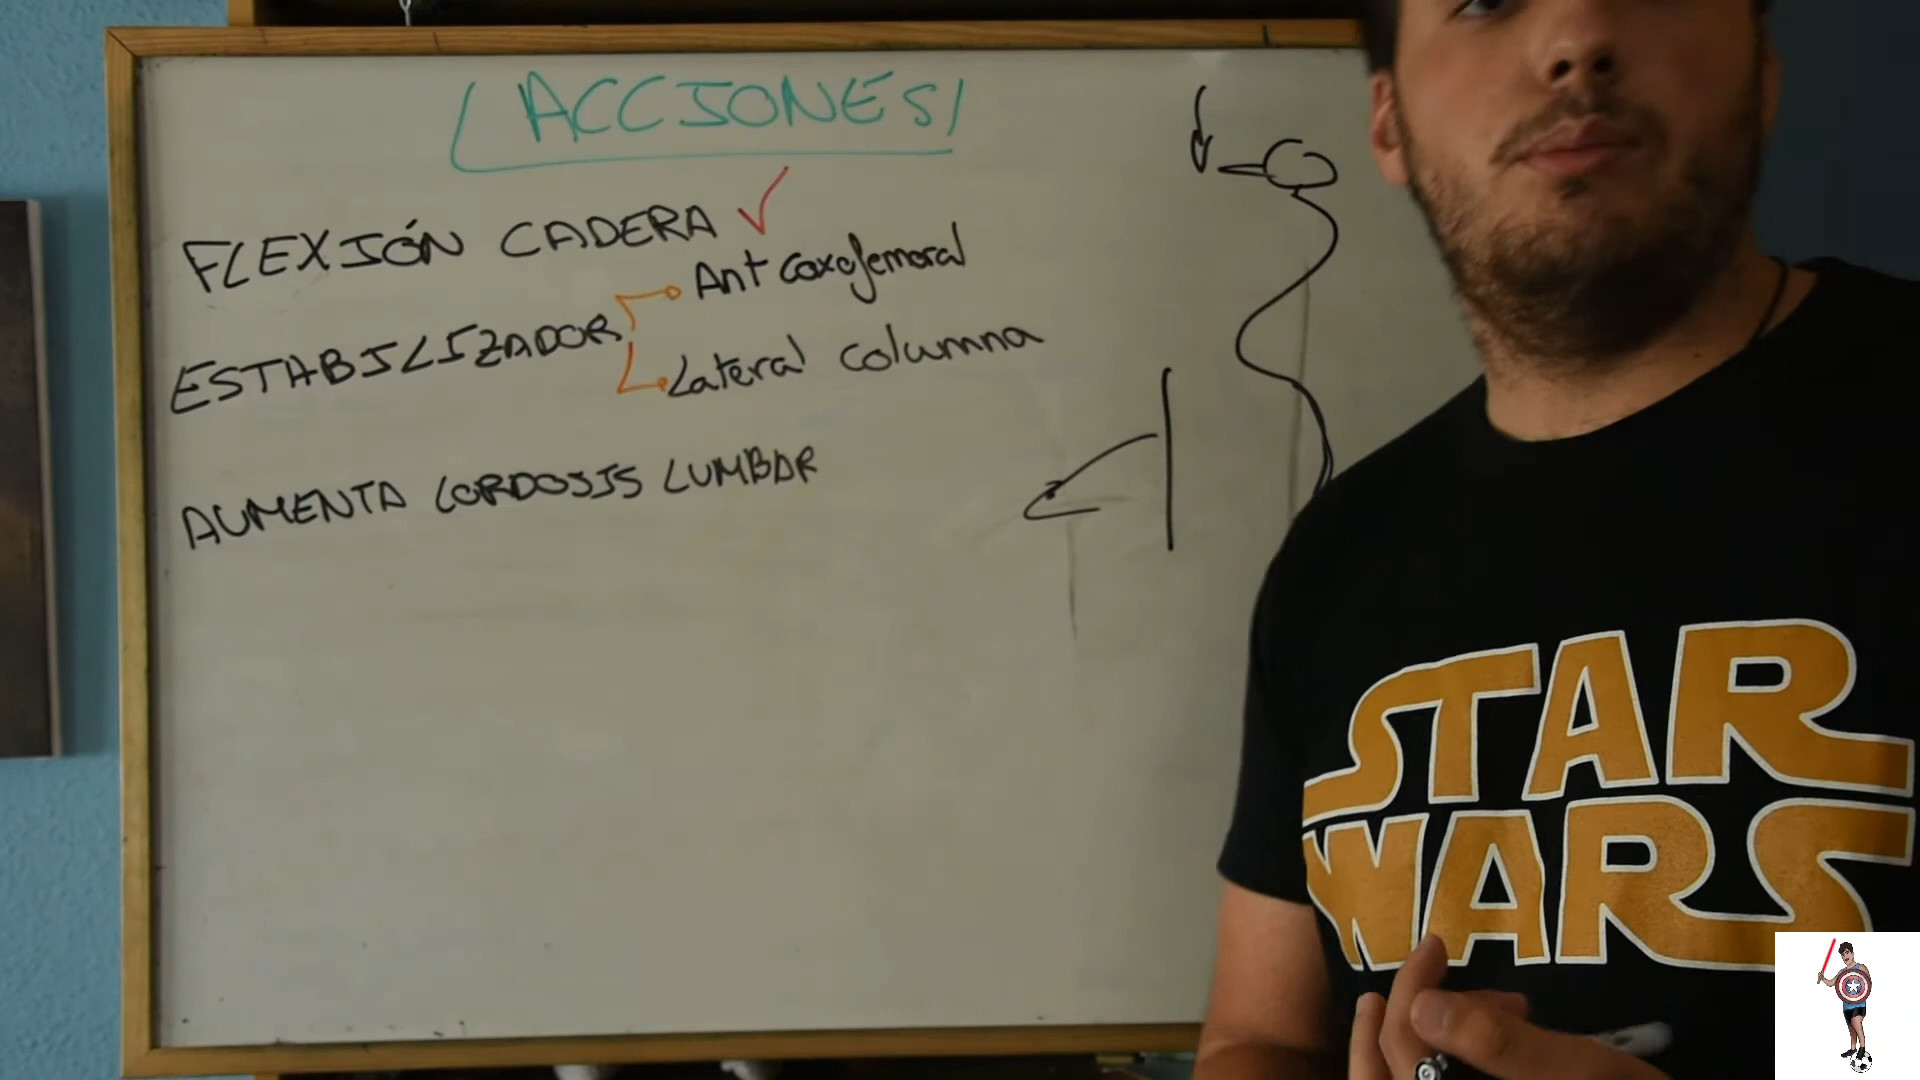 ACCIONES
FLEXIÓN CADERA
ESTABILIZADOR
Ant coxofemoral
Lateral columna
AUMENTA LORDOSIS LUMBAR
STAR
WARS